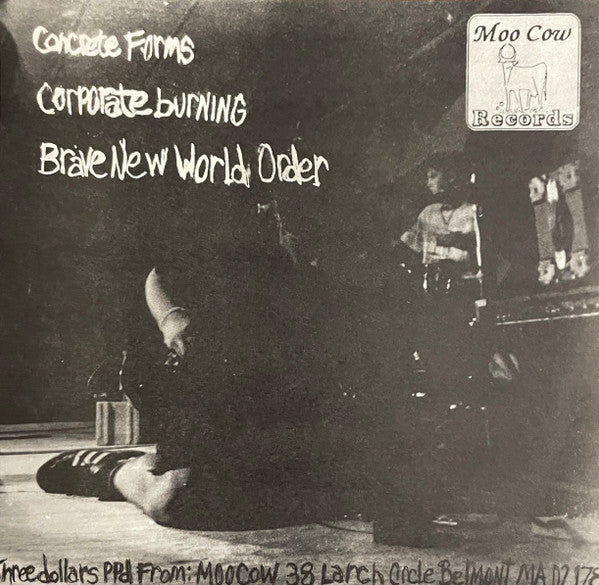 Concrete Forms
Corporate burning
Brave New World Order
Moo Cow
Records
Three dollars PPd From: MOOCOW 38 Larch Circle Belmont MA 0217